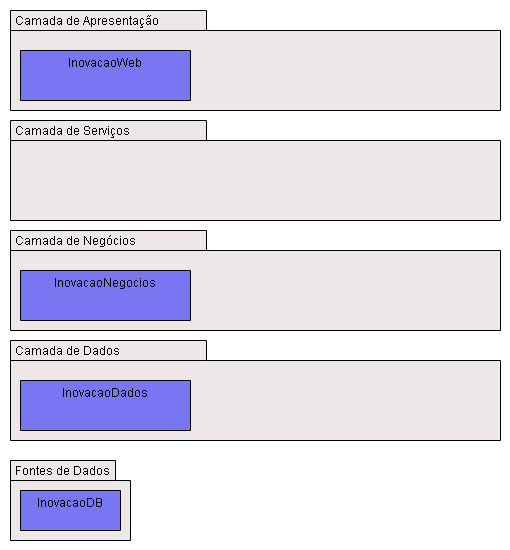 Camada de Apresentação
InovacaoWeb
Camada de Serviços
Camada de Negócios
InovacaoNegocios
Camada de Dados
InovacaoDados
Fontes de Dados
InovacaoDB